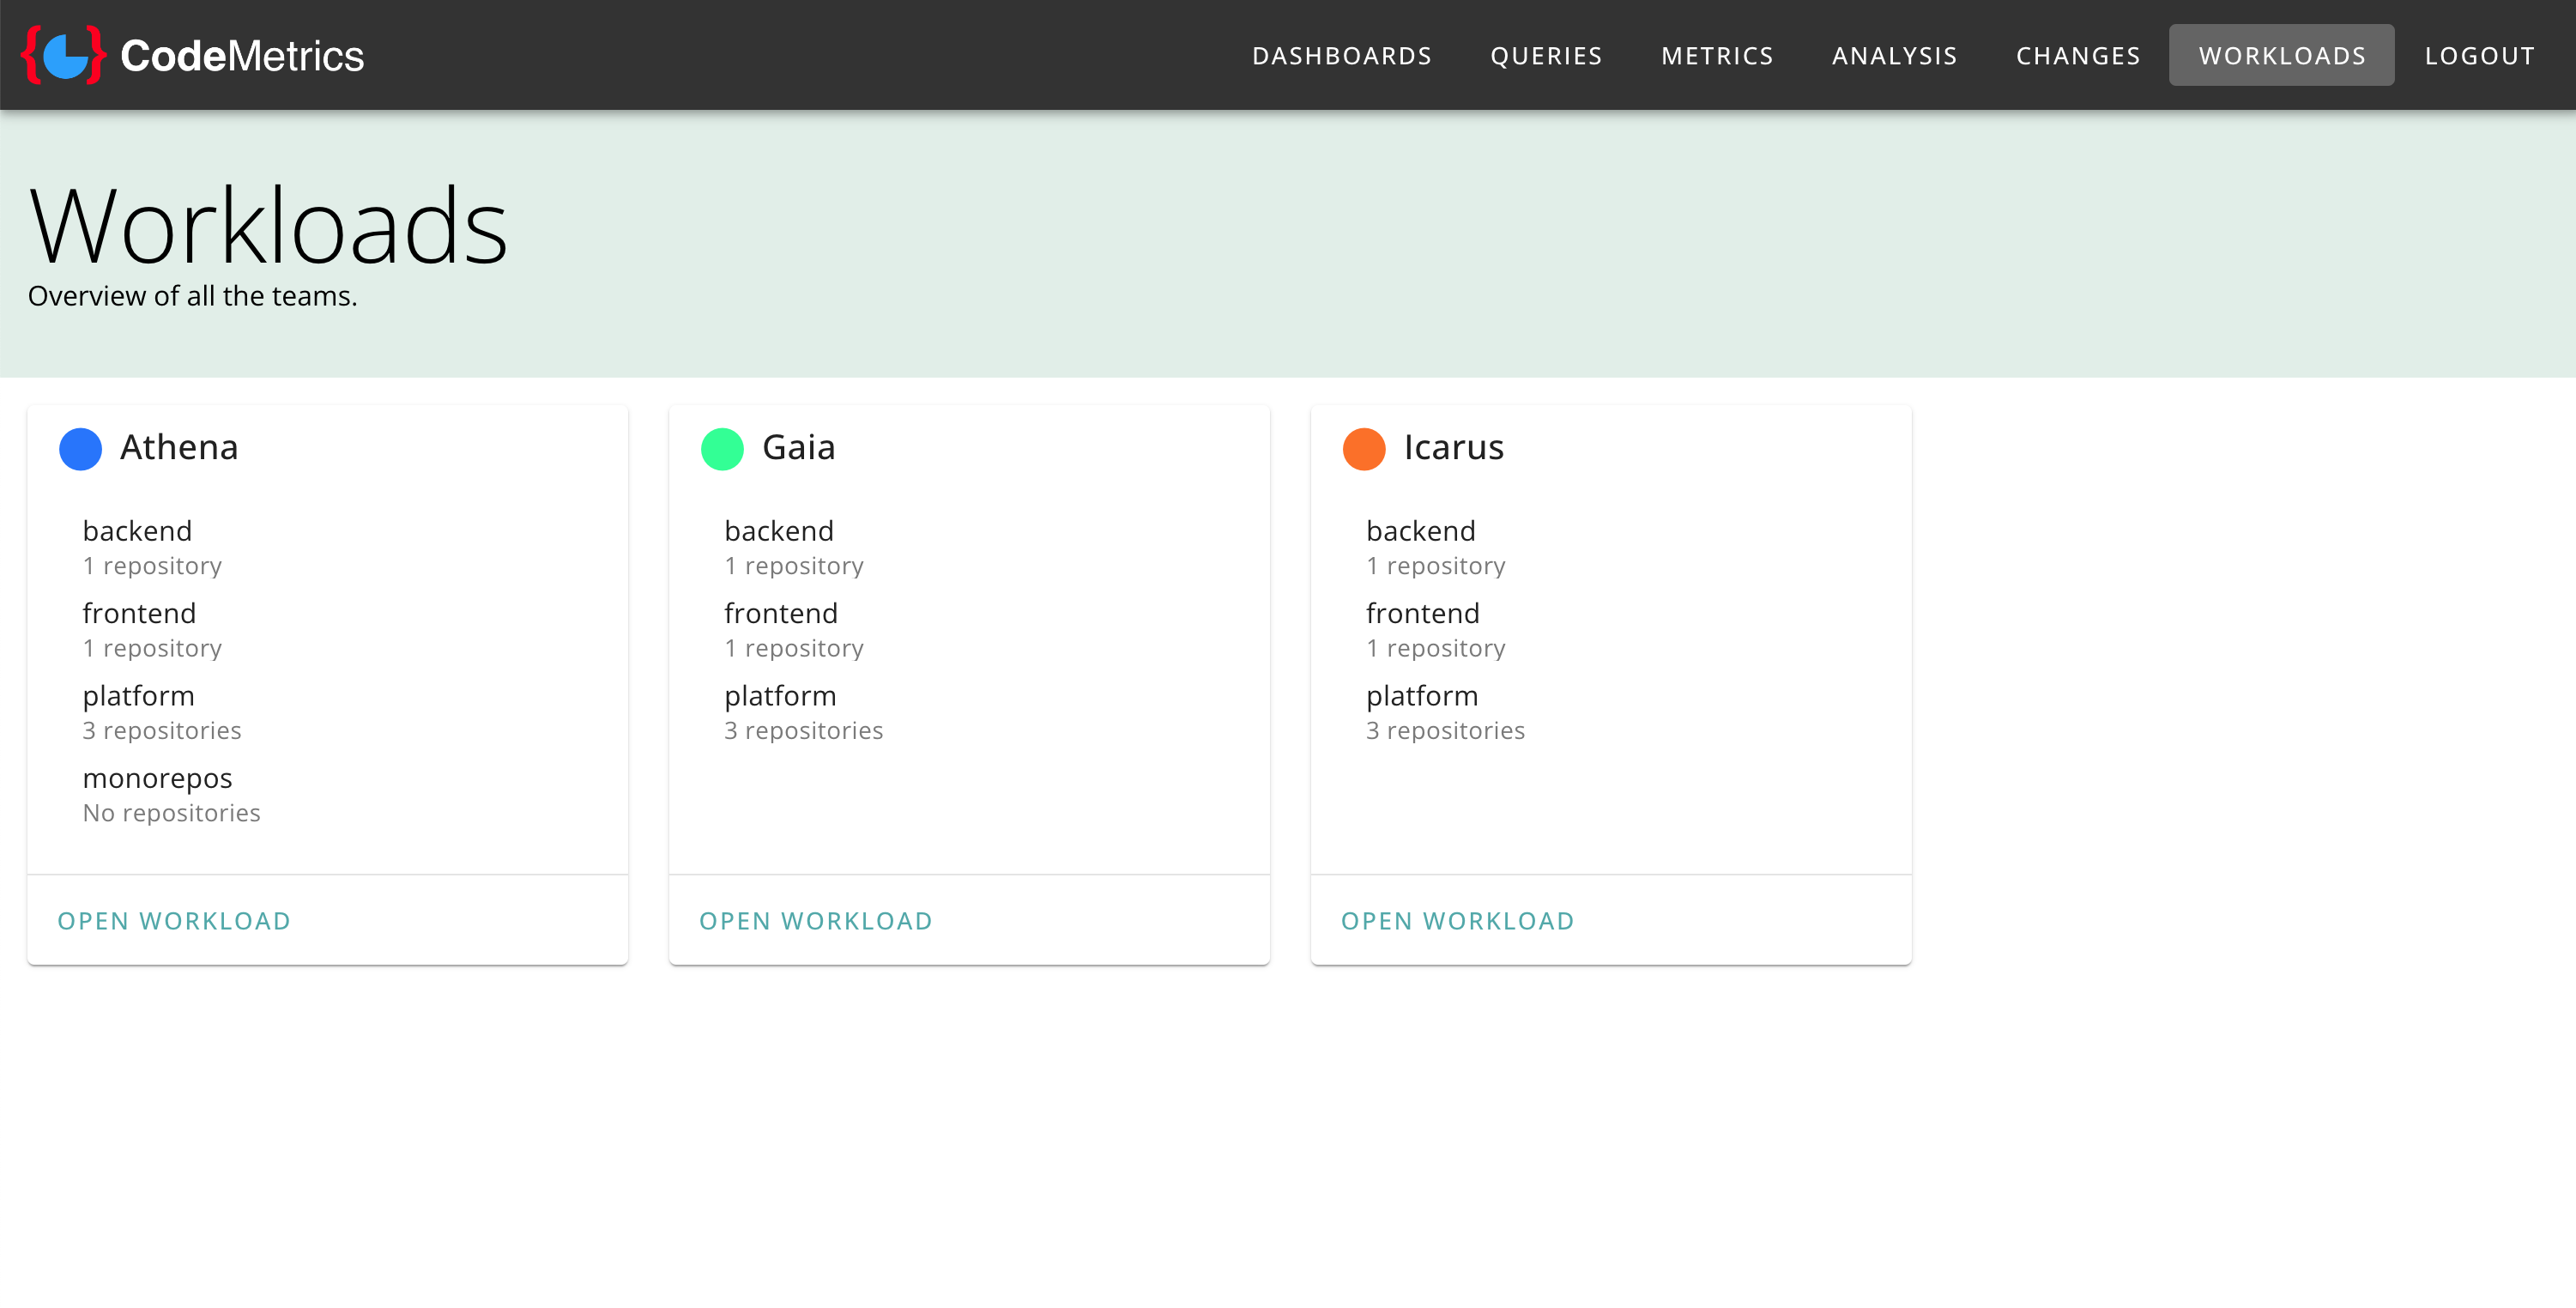 CodeMetrics
DASHBOARDS QUERIES METRICS ANALYSIS CHANGES WORKLOADS LOGOUT
Workloads
Overview of all the teams.
Athena
backend
1 repository
frontend
1 repository
platform
3 repositories
monorepos
No repositories
OPEN WORKLOAD
Gaia
backend
1 repository
frontend
1 repository
platform
3 repositories
OPEN WORKLOAD
Icarus
backend
1 repository
frontend
1 repository
platform
3 repositories
OPEN WORKLOAD